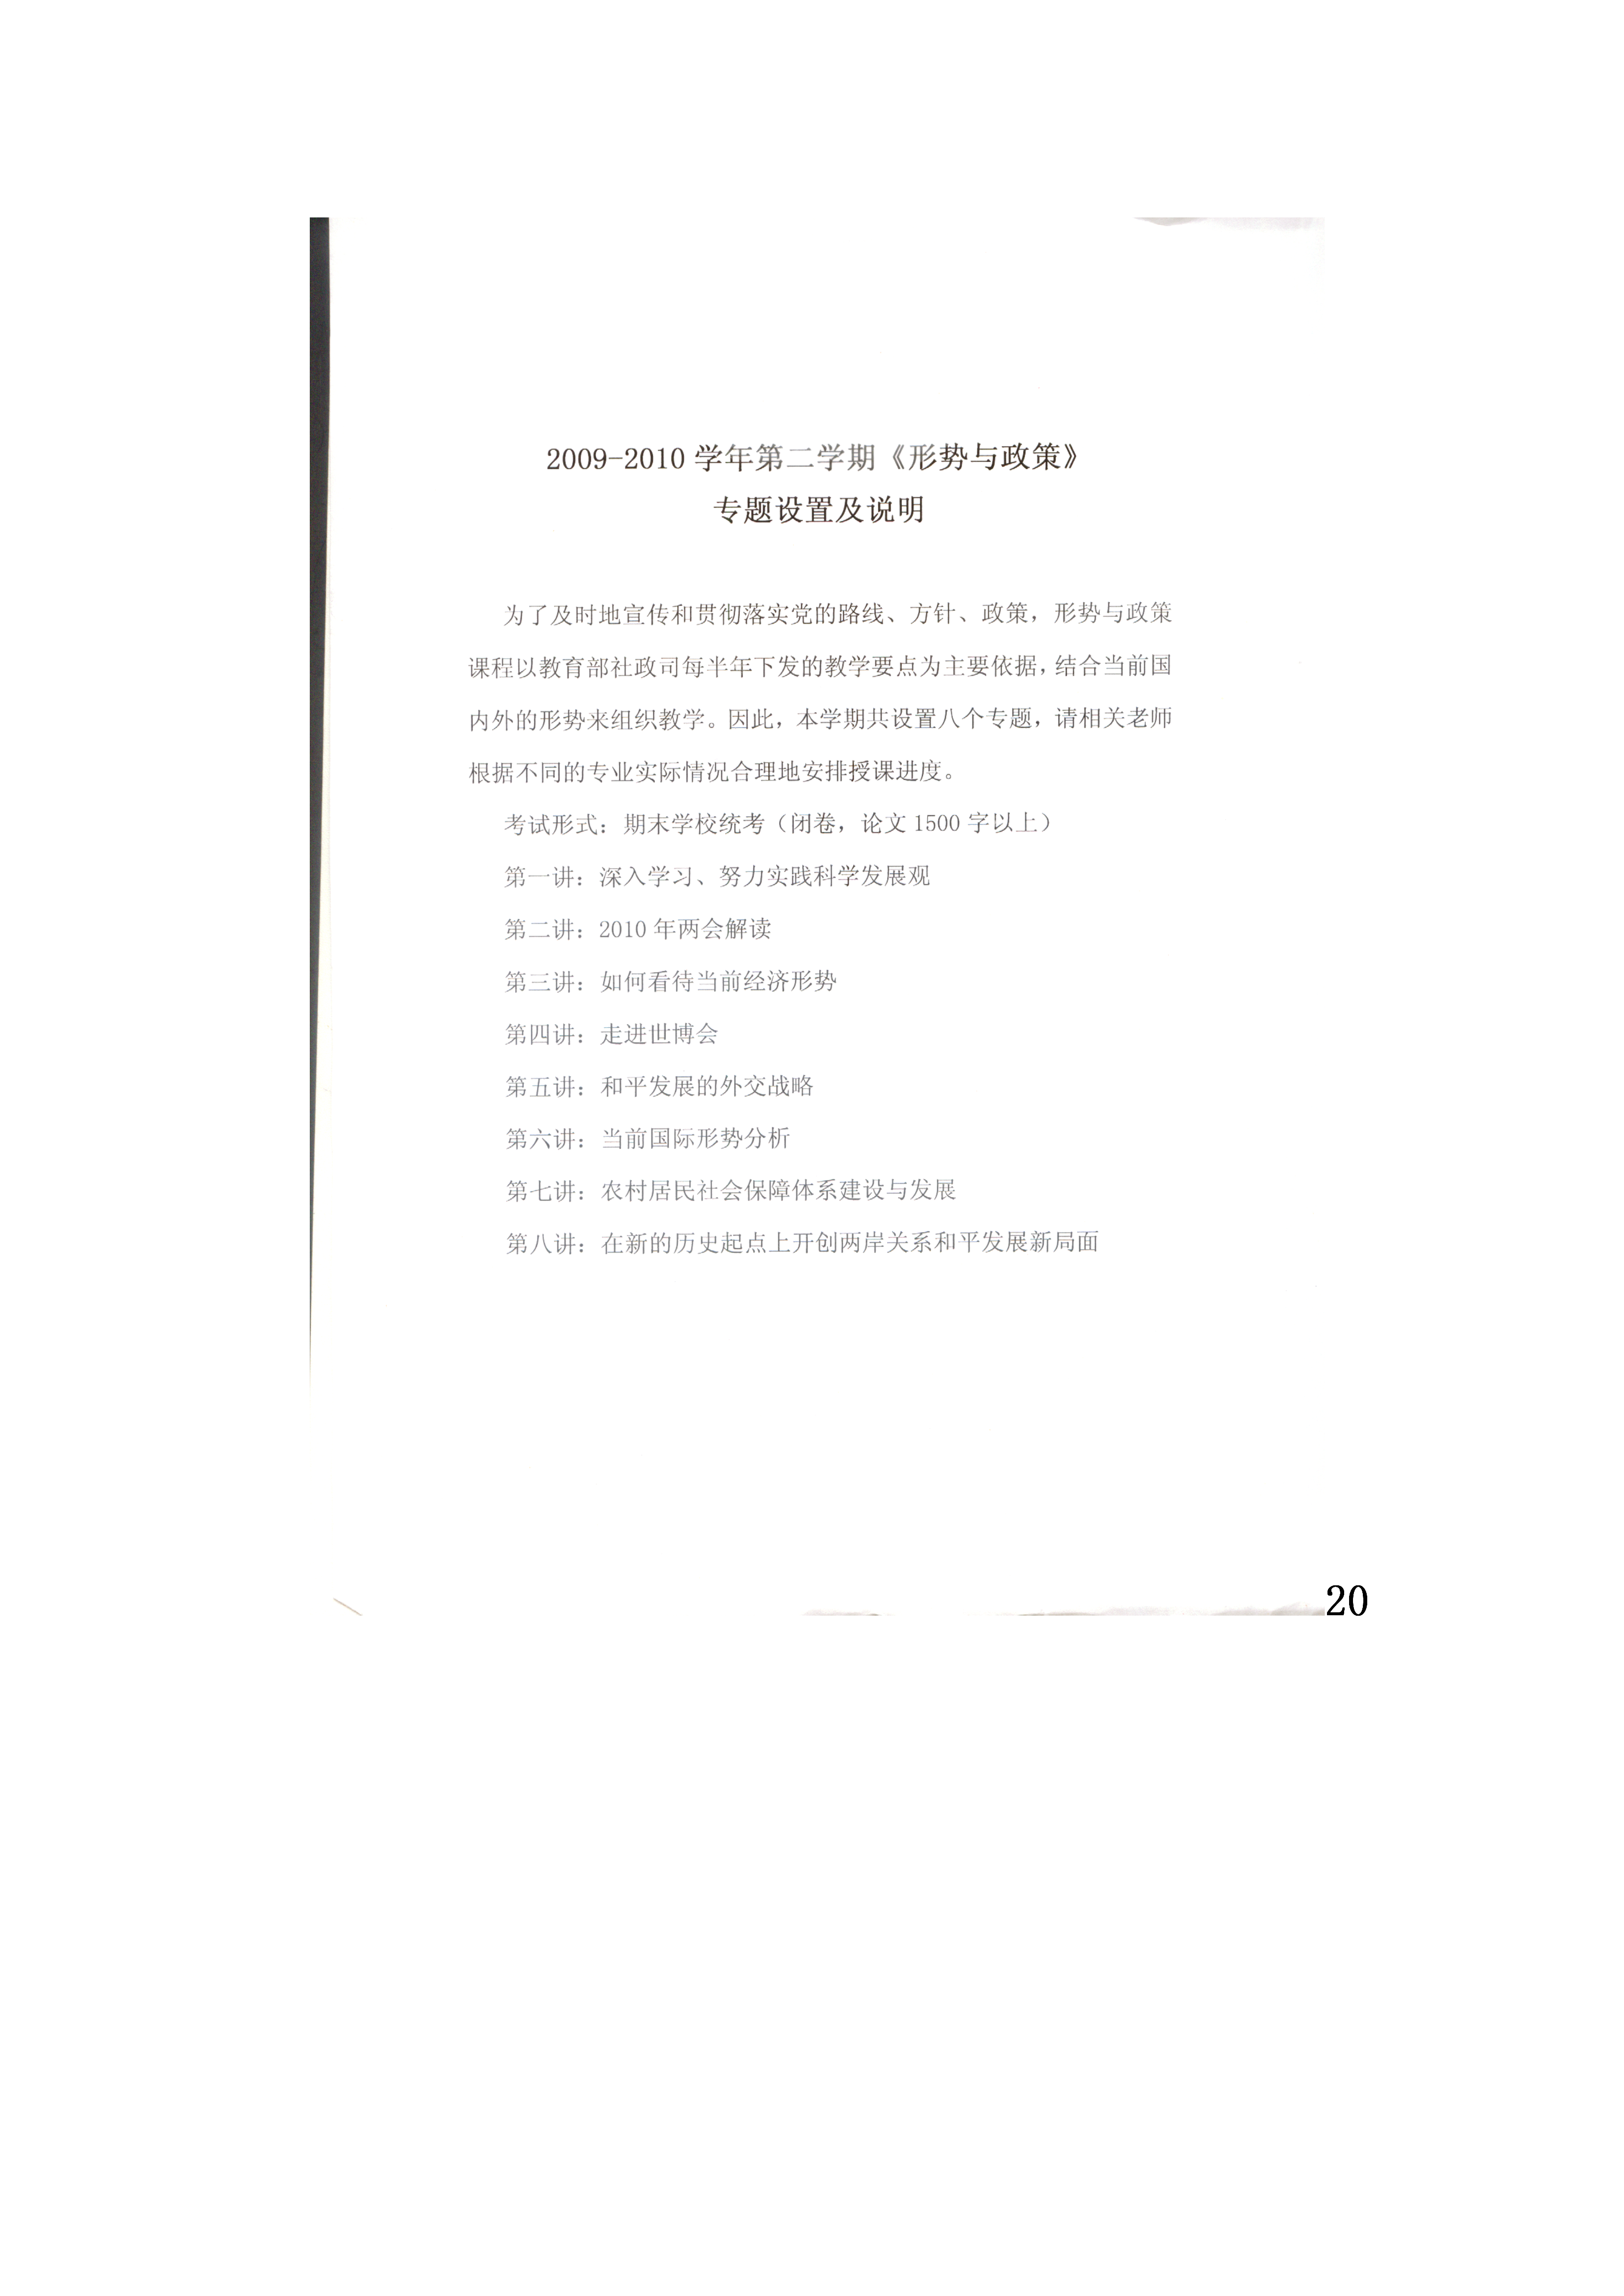 2009-2010 学年第二学期《形势与政策》
专题设置及说明
为了及时地宣传和贯彻落实党的路线、方针、政策，形势与政策
课程以教育部社政司每半年下发的教学要点为主要依据，结合当前国
内外的形势来组织教学。因此，本学期共设置八个专题，请相关老师
根据不同的专业实际情况合理地安排授课进度。
考试形式：期末学校统考（闭卷，论文 1500 字以上）
第一讲：深入学习、努力实践科学发展观
第二讲：2010 年两会解读
第三讲：如何看待当前经济形势
第四讲：走进世博会
第五讲：和平发展的外交战略
第六讲：当前国际形势分析
第七讲：农村居民社会保障体系建设与发展
第八讲：在新的历史起点上开创两岸关系和平发展新局面
20